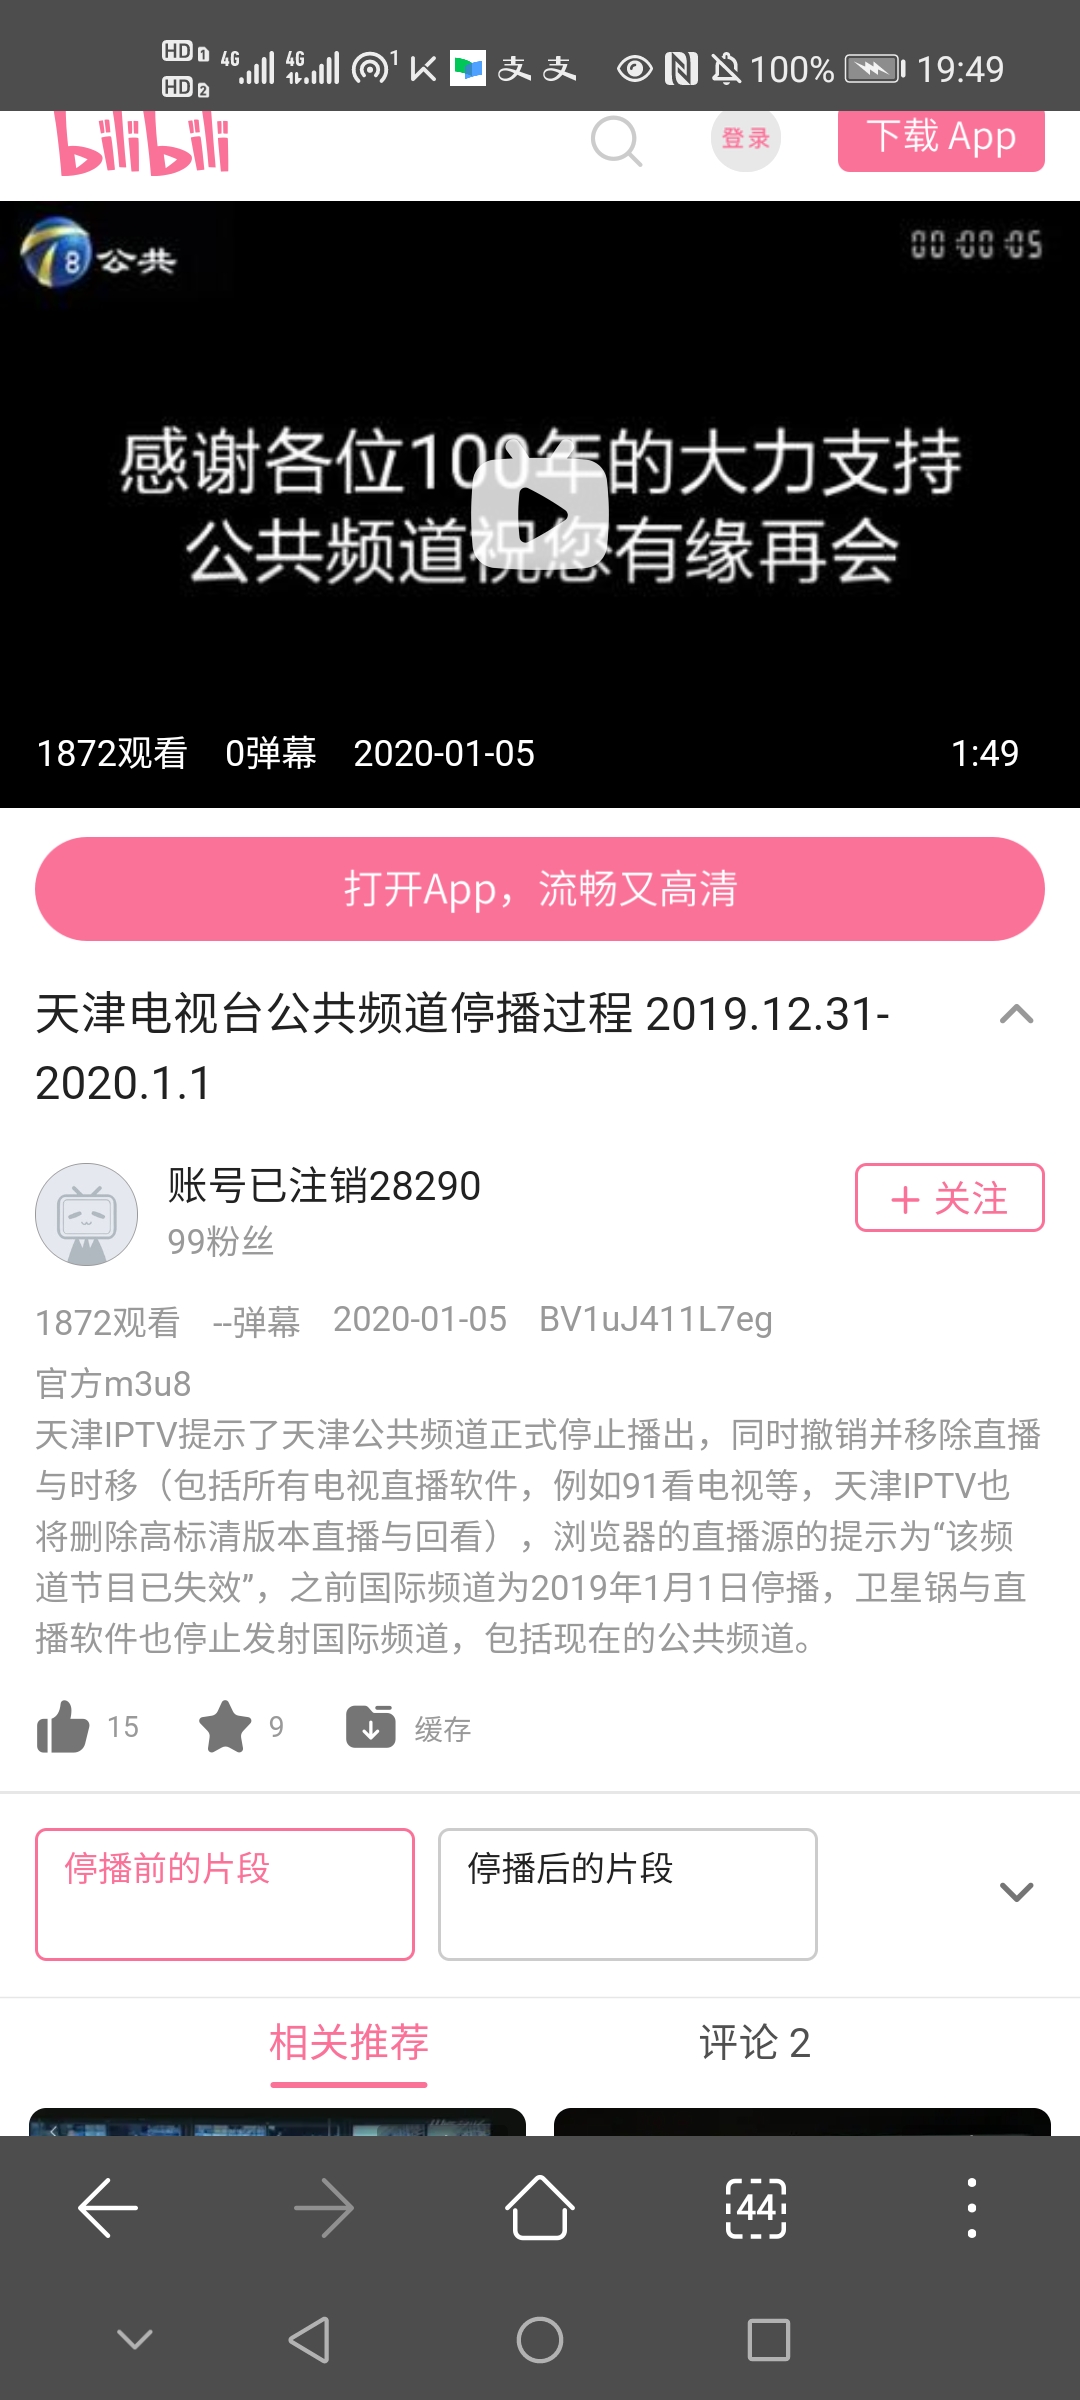 HD 1 4G 4G 1 支 支 100% 19:49
HD 2
bilibili 登录 下载 App
8 公共 00:00:05
感谢各位100年的大力支持
公共频道祝您有缘再会
1872观看 0弹幕 2020-01-05 1:49
打开App，流畅又高清
天津电视台公共频道停播过程 2019.12.31-
2020.1.1
账号已注销28290
99粉丝
+ 关注
1872观看 --弹幕 2020-01-05 BV1uJ411L7eg
官方m3u8
天津IPTV提示了天津公共频道正式停止播出，同时撤销并移除直播
与时移（包括所有电视直播软件，例如91看电视等，天津IPTV也
将删除高标清版本直播与回看），浏览器的直播源的提示为“该频
道节目已失效”，之前国际频道为2019年1月1日停播，卫星锅与直
播软件也停止发射国际频道，包括现在的公共频道。
15 9 缓存
停播前的片段 停播后的片段
相关推荐 评论 2
44